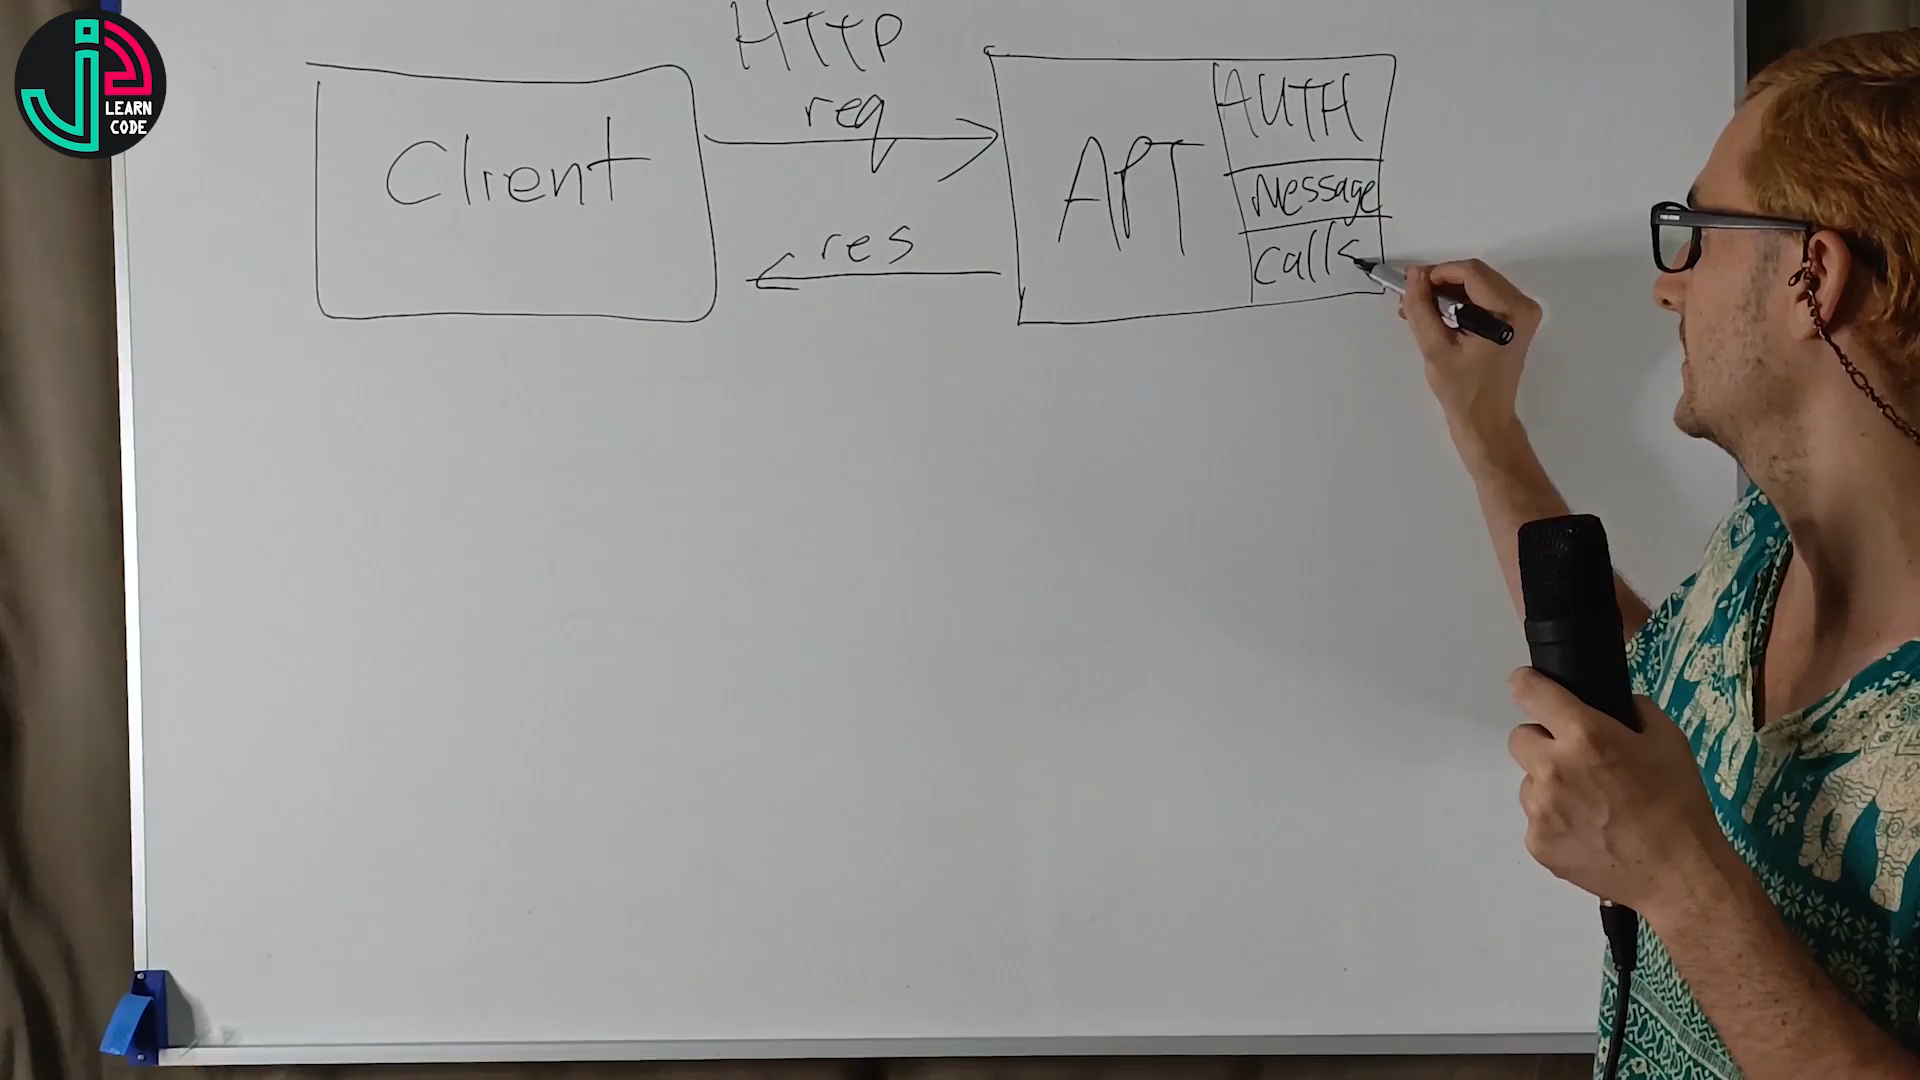 LEARN
CODE
HTTP
req
res
Client
API
AUTH
Message
calls